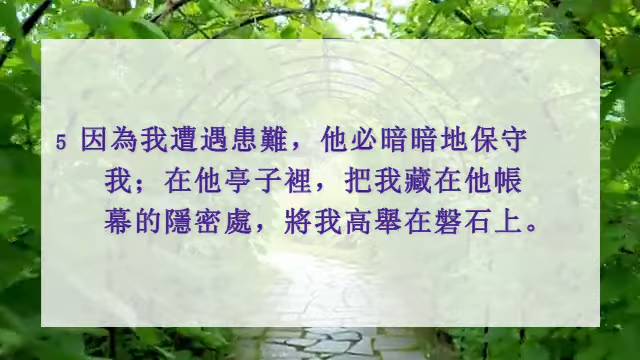 5 因為我遭遇患難，他必暗暗地保守
我；在他亭子裡，把我藏在他帳
幕的隱密處，將我高舉在磐石上。